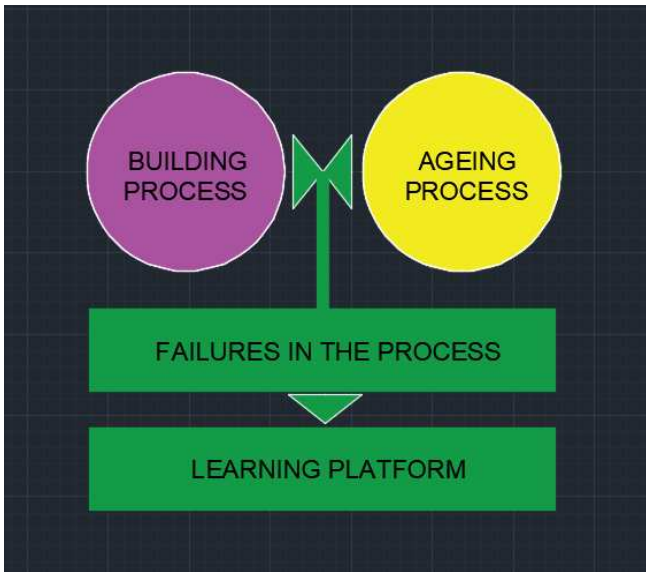 BUILDING
PROCESS
AGEING
PROCESS
FAILURES IN THE PROCESS
LEARNING PLATFORM